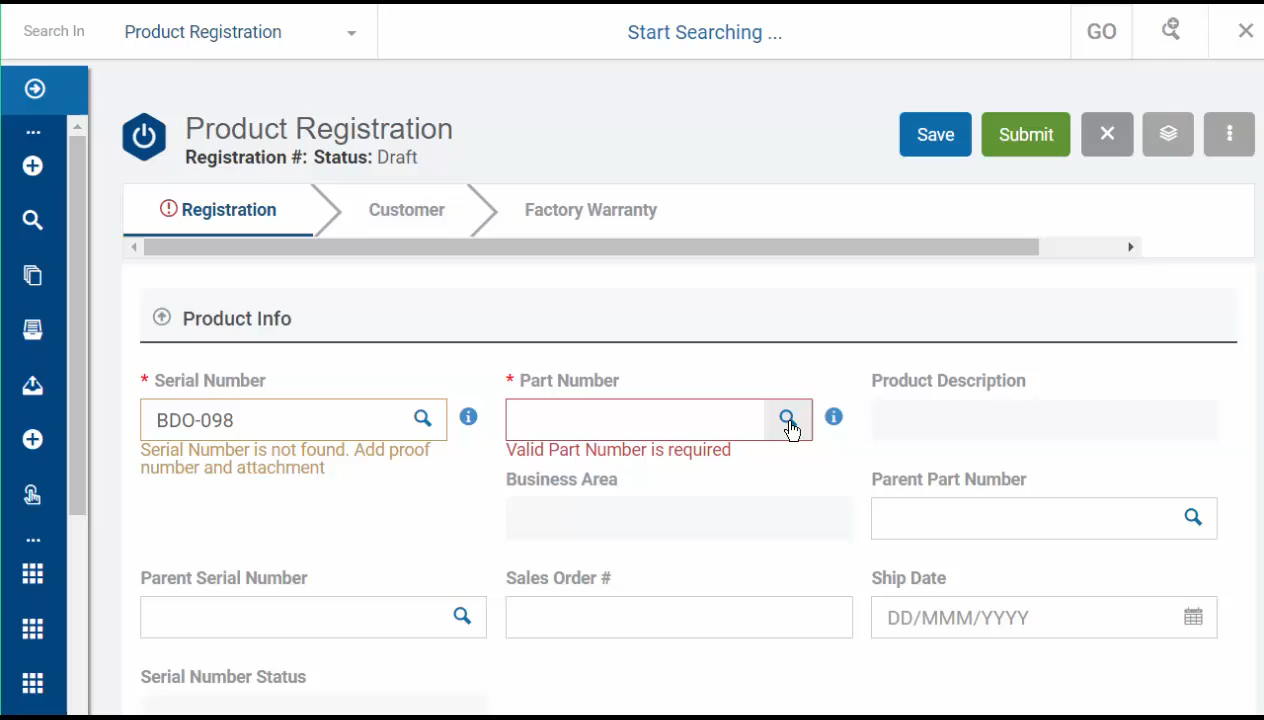 Search In
Product Registration
Start Searching ...
GO
Product Registration
Registration #: Status: Draft
Save
Submit
Registration
Customer
Factory Warranty
Product Info
* Serial Number
* Part Number
Product Description
BDO-098
Serial Number is not found. Add proof
number and attachment
Valid Part Number is required
Business Area
Parent Part Number
Parent Serial Number
Sales Order #
Ship Date
DD/MMM/YYYY
Serial Number Status